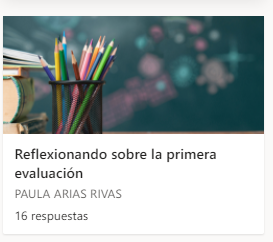 Reflexionando sobre la primera
evaluación
PAULA ARIAS RIVAS
16 respuestas